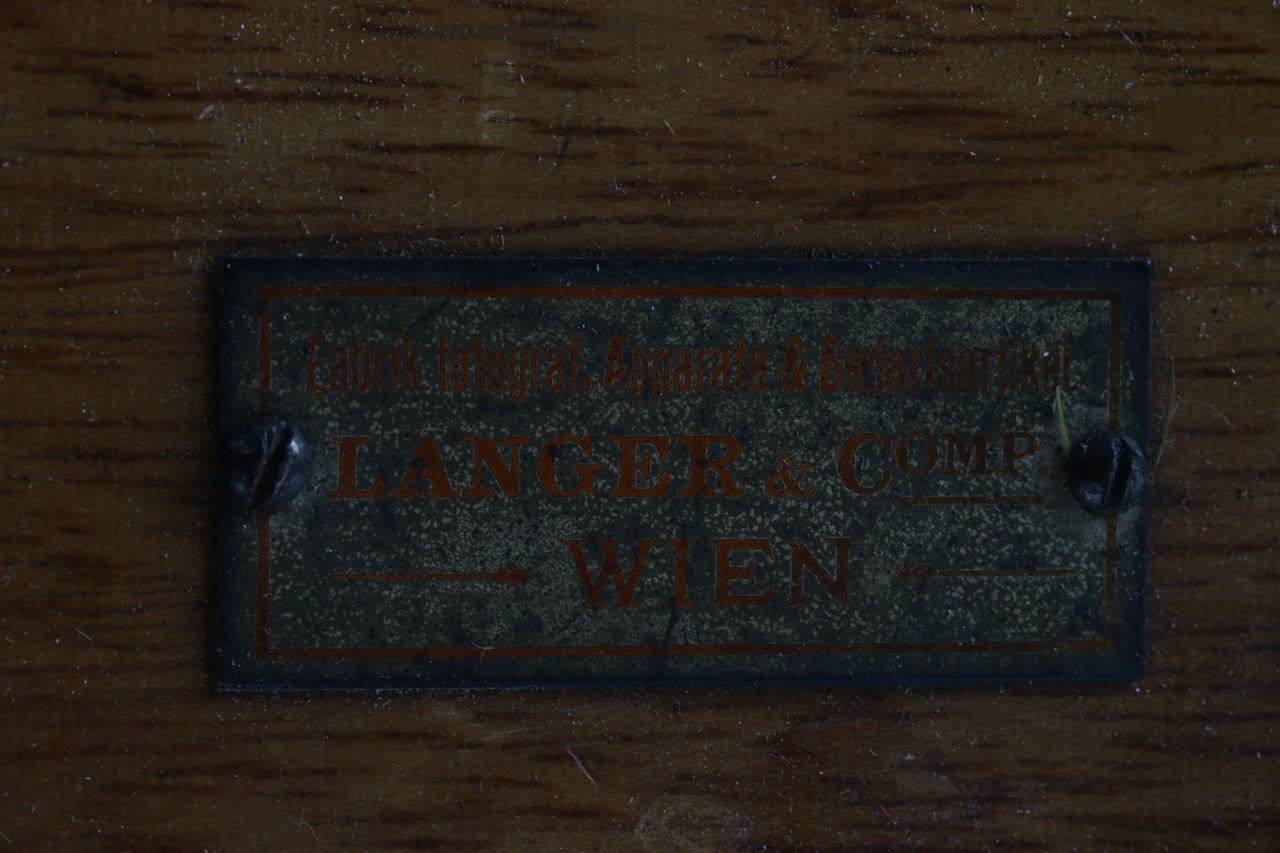 Fabrik fotograf. Apparate & Bedarfsartikel
LANGER & COMP.
WIEN